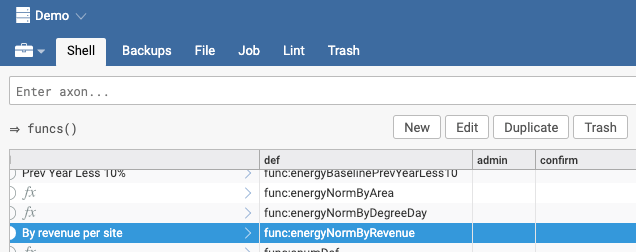 Demo
Shell Backups File Job Lint Trash
Enter axon...
⇒ funcs()
New Edit Duplicate Trash
def admin confirm
Prev Year Less 10% func:energyBaselinePrevYearLess10
fx func:energyNormByArea
fx func:energyNormByDegreeDay
By revenue per site func:energyNormByRevenue
func:enumDef